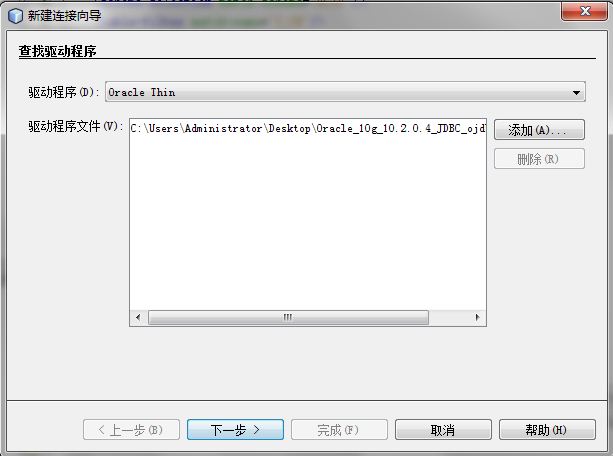 新建连接向导
查找驱动程序
驱动程序(D): Oracle Thin
驱动程序文件(V): C:\Users\Administrator\Desktop\Oracle_10g_10.2.0.4_JDBC_ojd
添加(A)...
删除(R)
< 上一步(B) 下一步 > 完成(F) 取消 帮助(H)